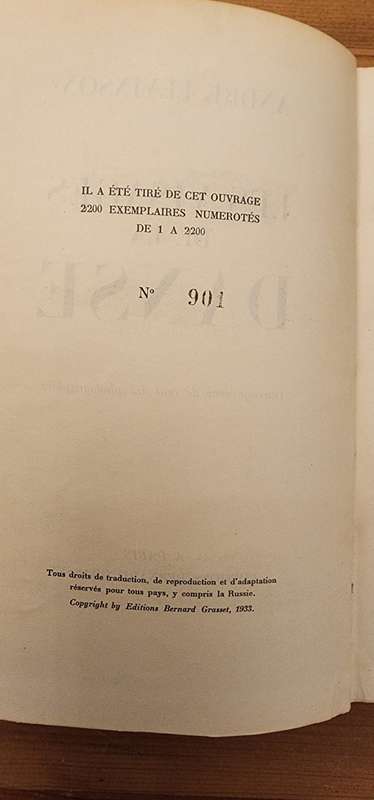 IL A ÉTÉ TIRÉ DE CET OUVRAGE
2200 EXEMPLAIRES NUMEROTÉS
DE 1 A 2200
Nº 901
Tous droits de traduction, de reproduction et d'adaptation
réservés pour tous pays, y compris la Russie.
Copyright by Editions Bernard Grasset, 1933.